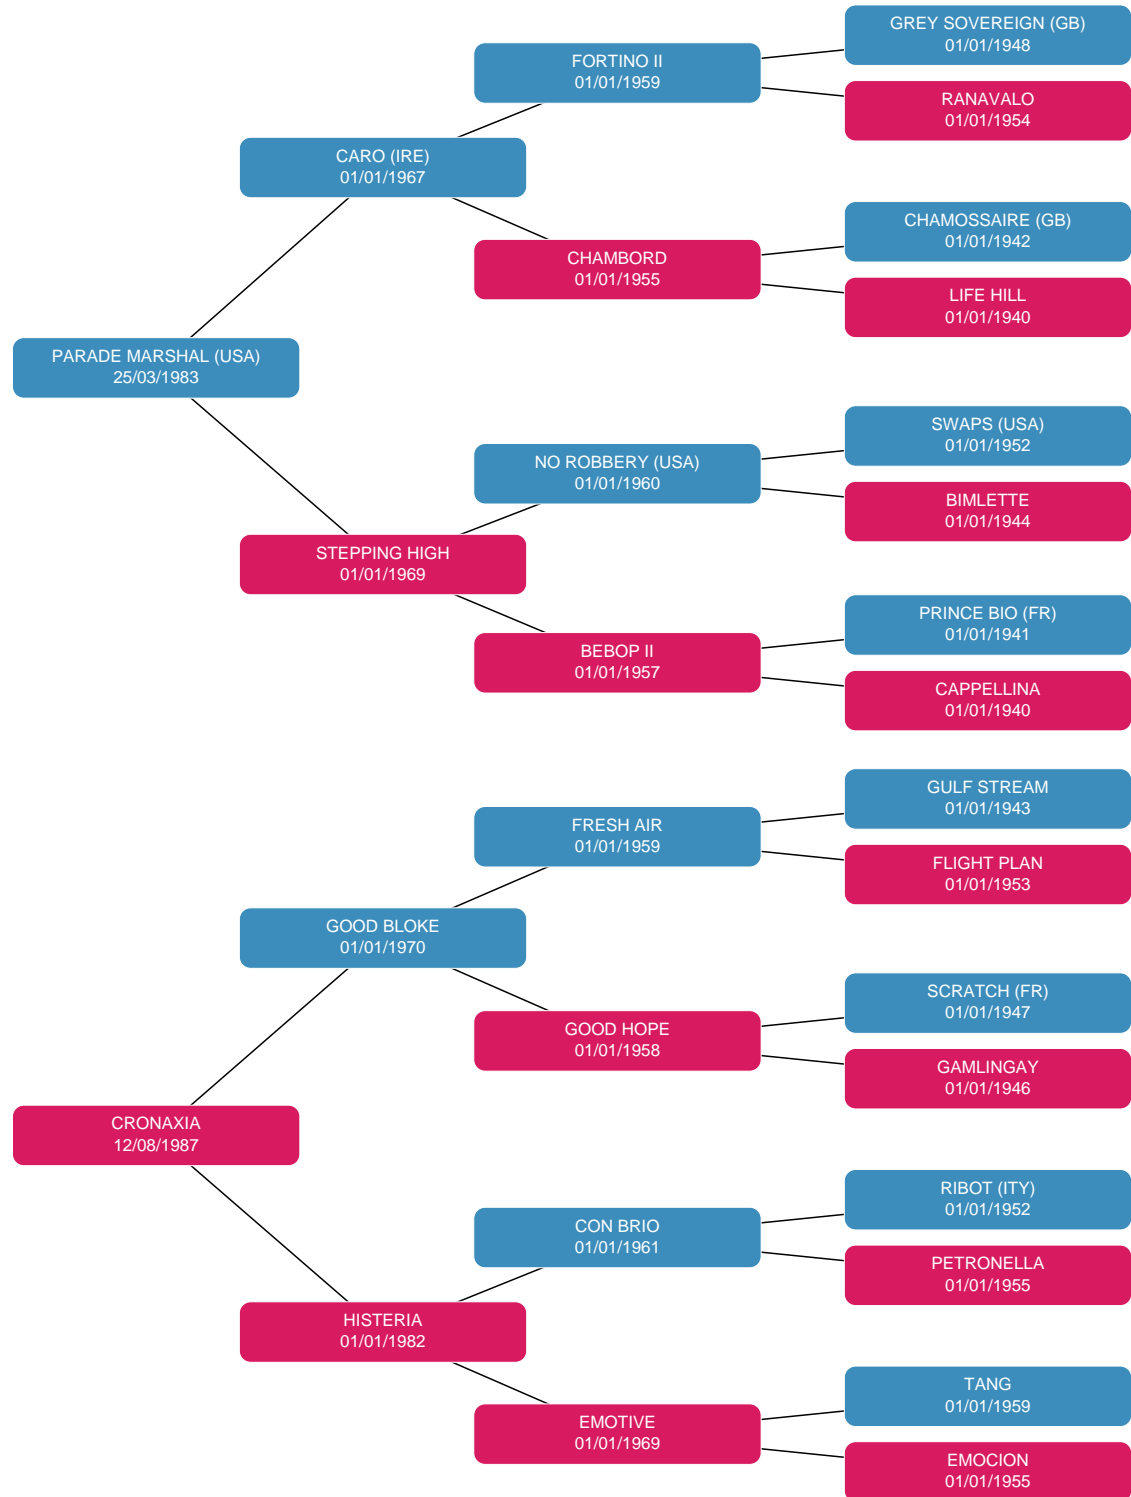 GREY SOVEREIGN (GB)
01/01/1948
FORTINO II
01/01/1959
RANAVALO
01/01/1954
CARO (IRE)
01/01/1967
CHAMOSSAIRE (GB)
01/01/1942
CHAMBORD
01/01/1955
LIFE HILL
01/01/1940
PARADE MARSHAL (USA)
25/03/1983
SWAPS (USA)
01/01/1952
NO ROBBERY (USA)
01/01/1960
BIMLETTE
01/01/1944
STEPPING HIGH
01/01/1969
PRINCE BIO (FR)
01/01/1941
BEBOP II
01/01/1957
CAPPELLINA
01/01/1940
GULF STREAM
01/01/1943
FRESH AIR
01/01/1959
FLIGHT PLAN
01/01/1953
GOOD BLOKE
01/01/1970
SCRATCH (FR)
01/01/1947
GOOD HOPE
01/01/1958
GAMLINGAY
01/01/1946
CRONAXIA
12/08/1987
RIBOT (ITY)
01/01/1952
CON BRIO
01/01/1961
PETRONELLA
01/01/1955
HISTERIA
01/01/1982
TANG
01/01/1959
EMOTIVE
01/01/1969
EMOCION
01/01/1955